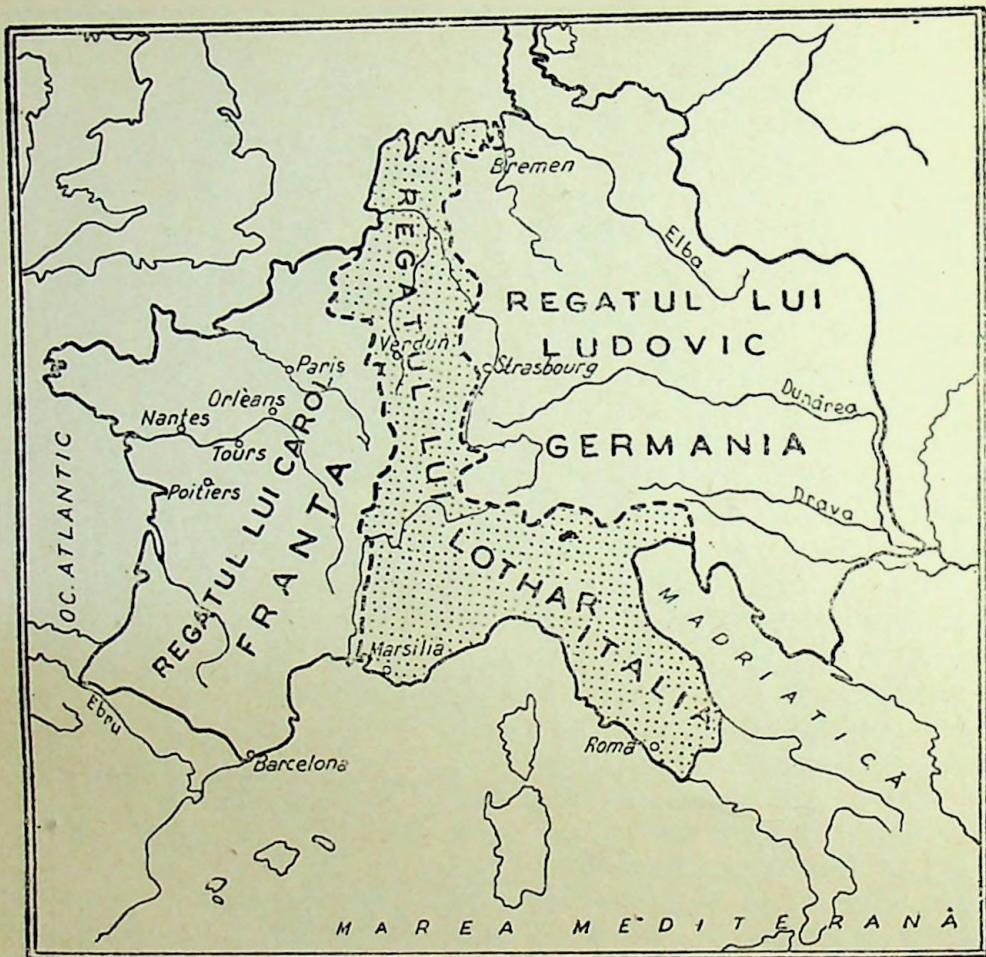 Bremen
Elba
REGATUL LUI
LUDOVIC
REGATUL LUI
LOTHAR
ITALIA
Verdun
Strasbourg
Paris
Orlèans
Nantes
Tours
Poitiers
Dunărea
GERMANIA
Drava
OC. ATLANTIC
REGATUL LUI CAROL
FRANȚA
Marsilia
M. ADRIATICĂ
Ebru
Barcelona
Roma
MAREA MEDITERANĂ